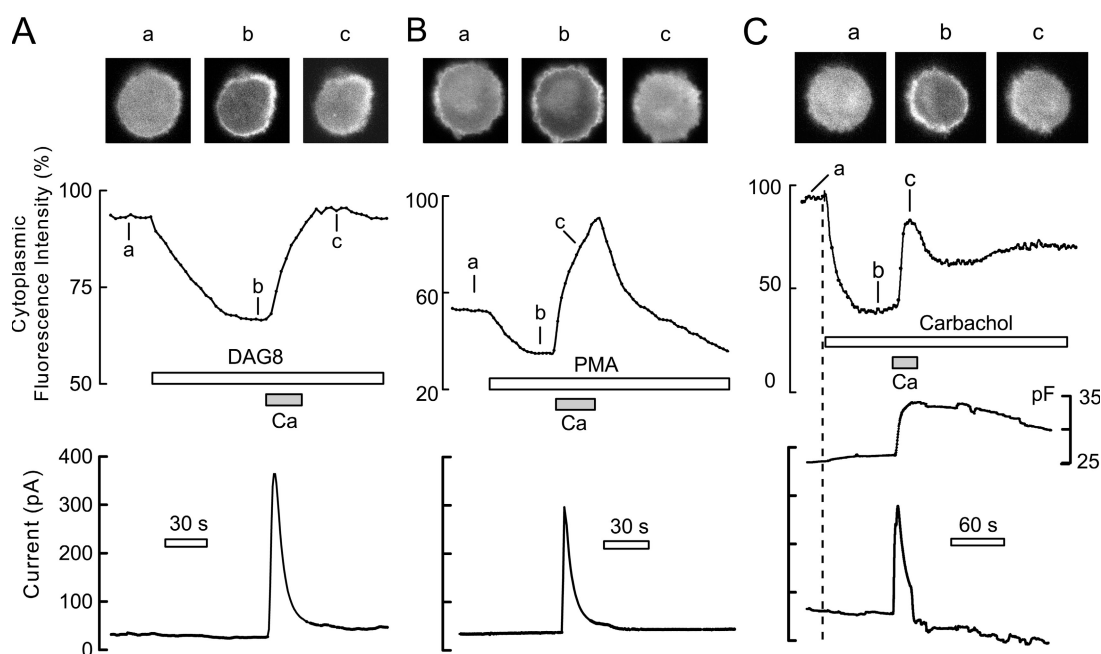 A
a
b
c
B
a
b
c
C
a
b
c
Cytoplasmic
Fluorescence Intensity (%)
100
75
50
a
b
c
DAG8
Ca
100
60
20
a
b
c
PMA
Ca
100
50
0
a
b
c
Carbachol
Ca
pF
35
25
Current (pA)
400
300
200
100
0
30 s
30 s
60 s